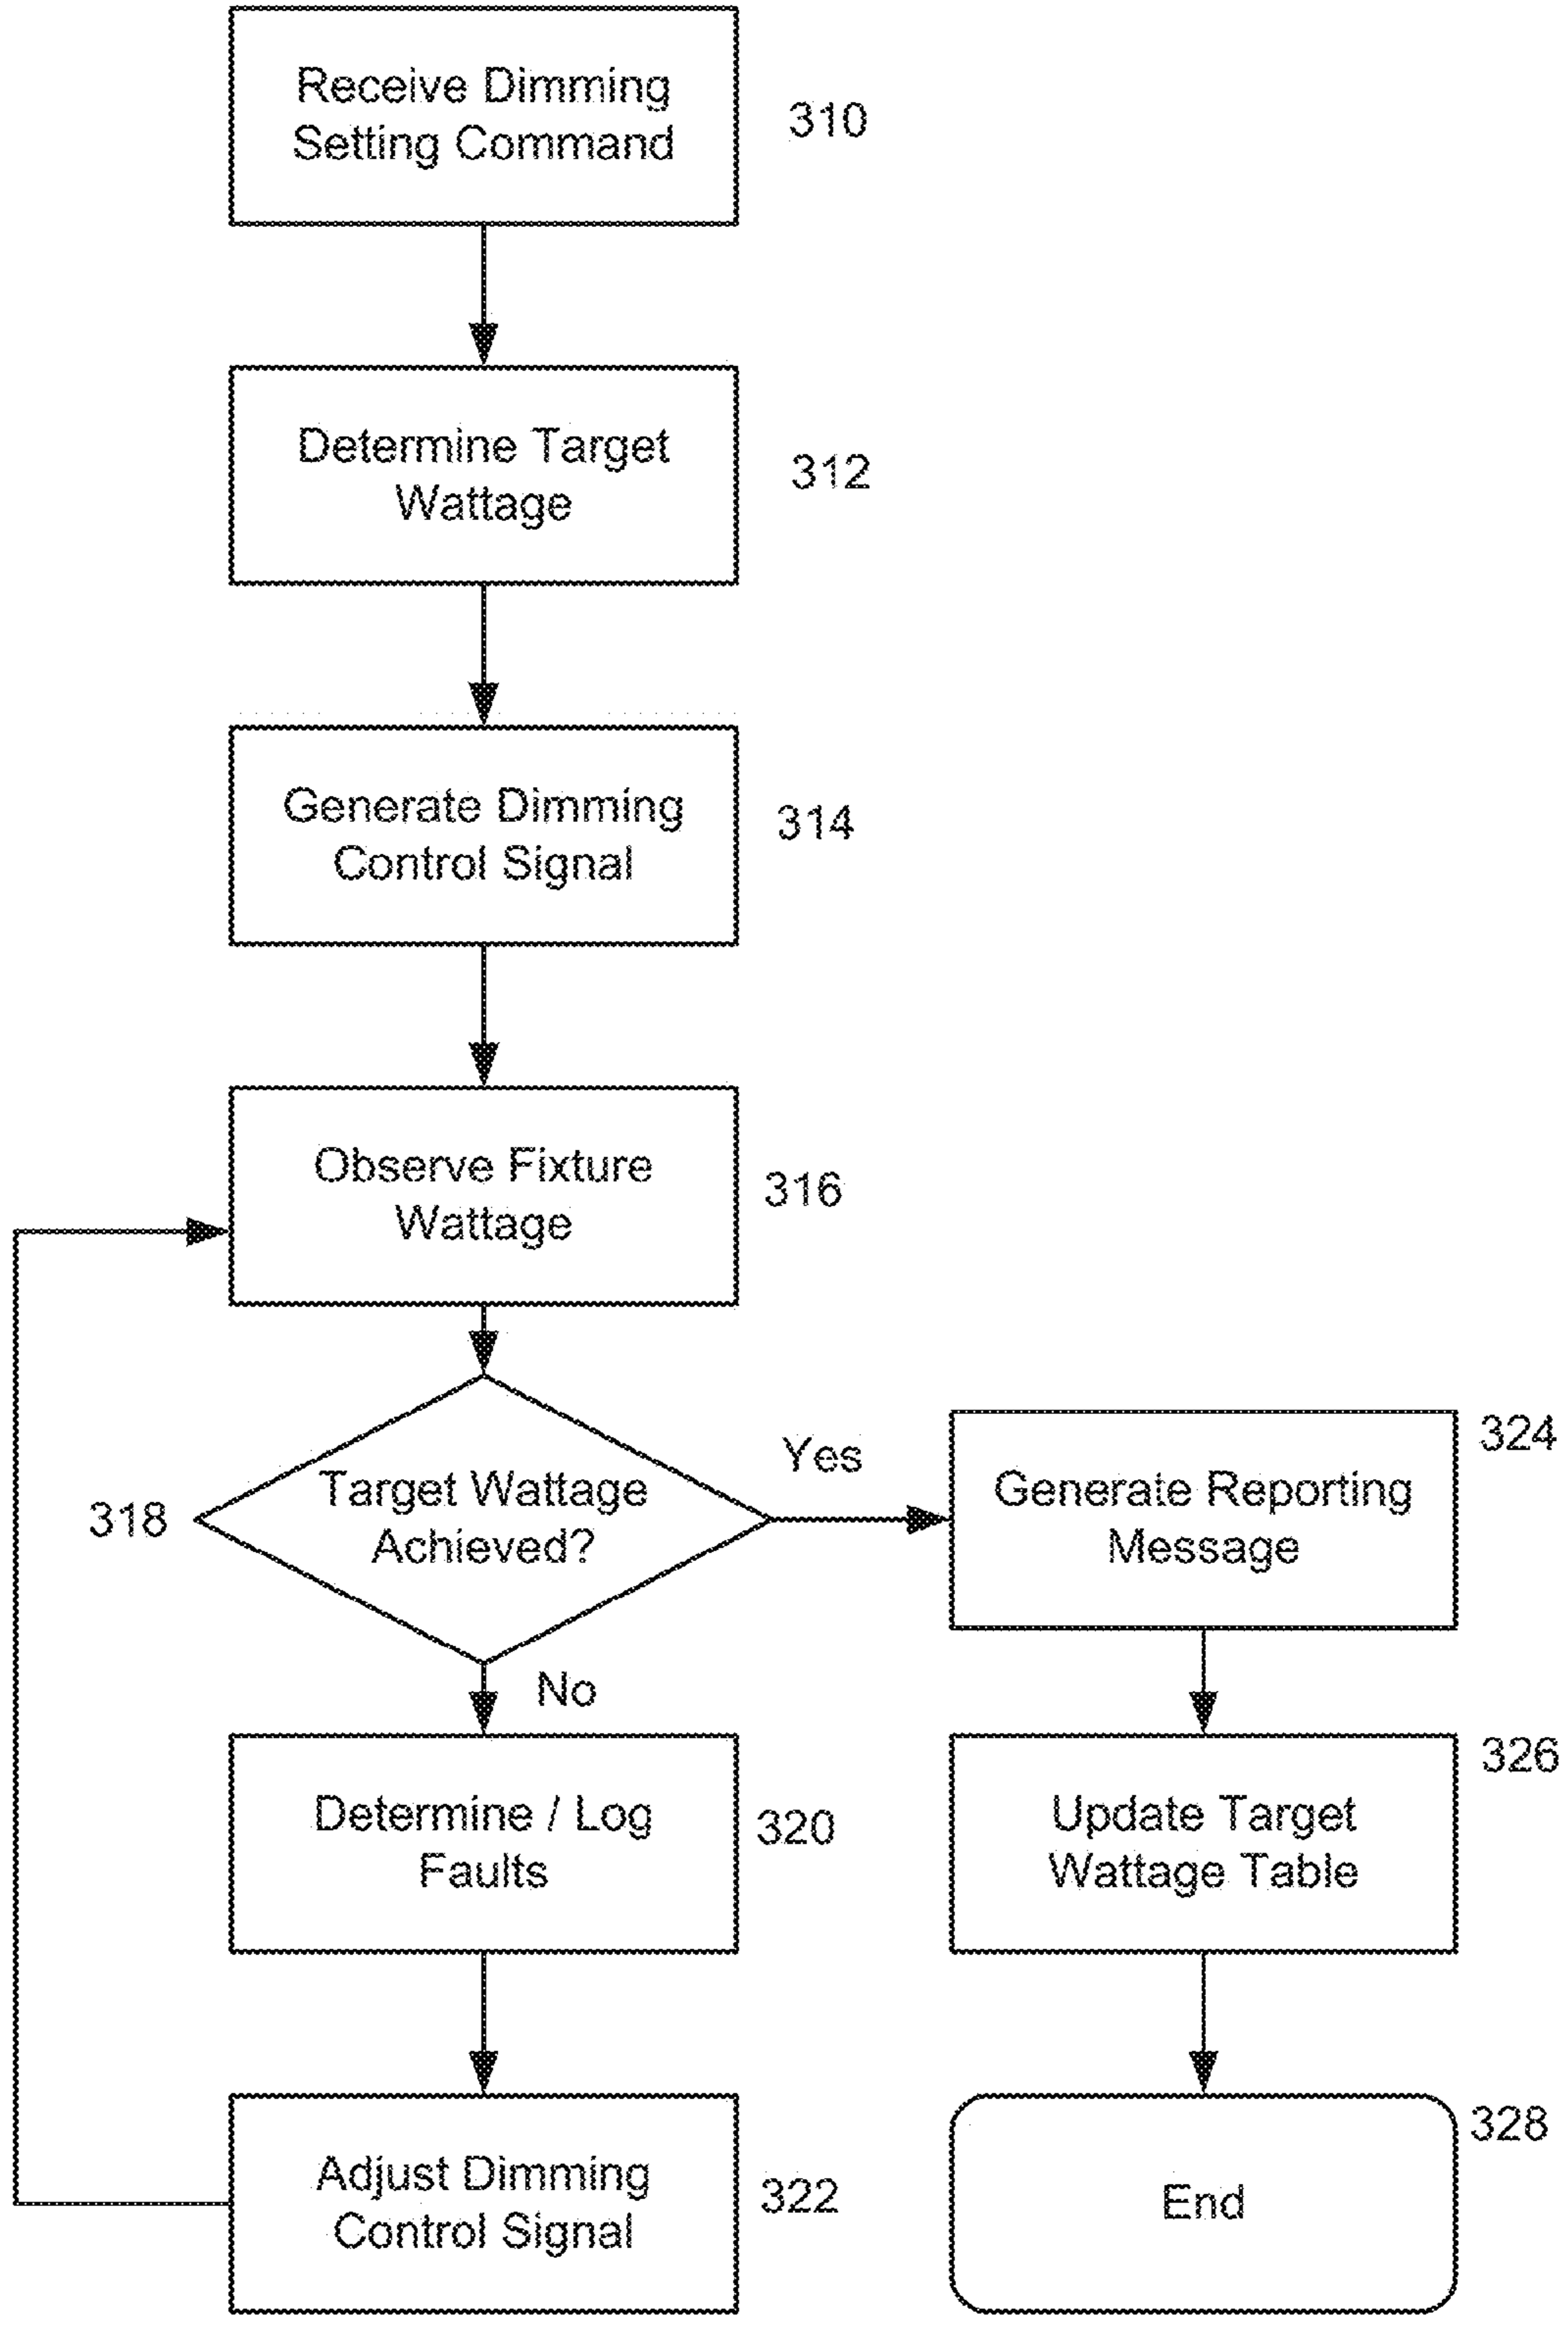 Receive Dimming
Setting Command
310
Determine Target
Wattage
312
Generate Dimming
Control Signal
314
Observe Fixture
Wattage
316
Target Wattage
Achieved?
318
Yes
No
Determine / Log
Faults
320
Adjust Dimming
Control Signal
322
Generate Reporting
Message
324
Update Target
Wattage Table
326
End
328